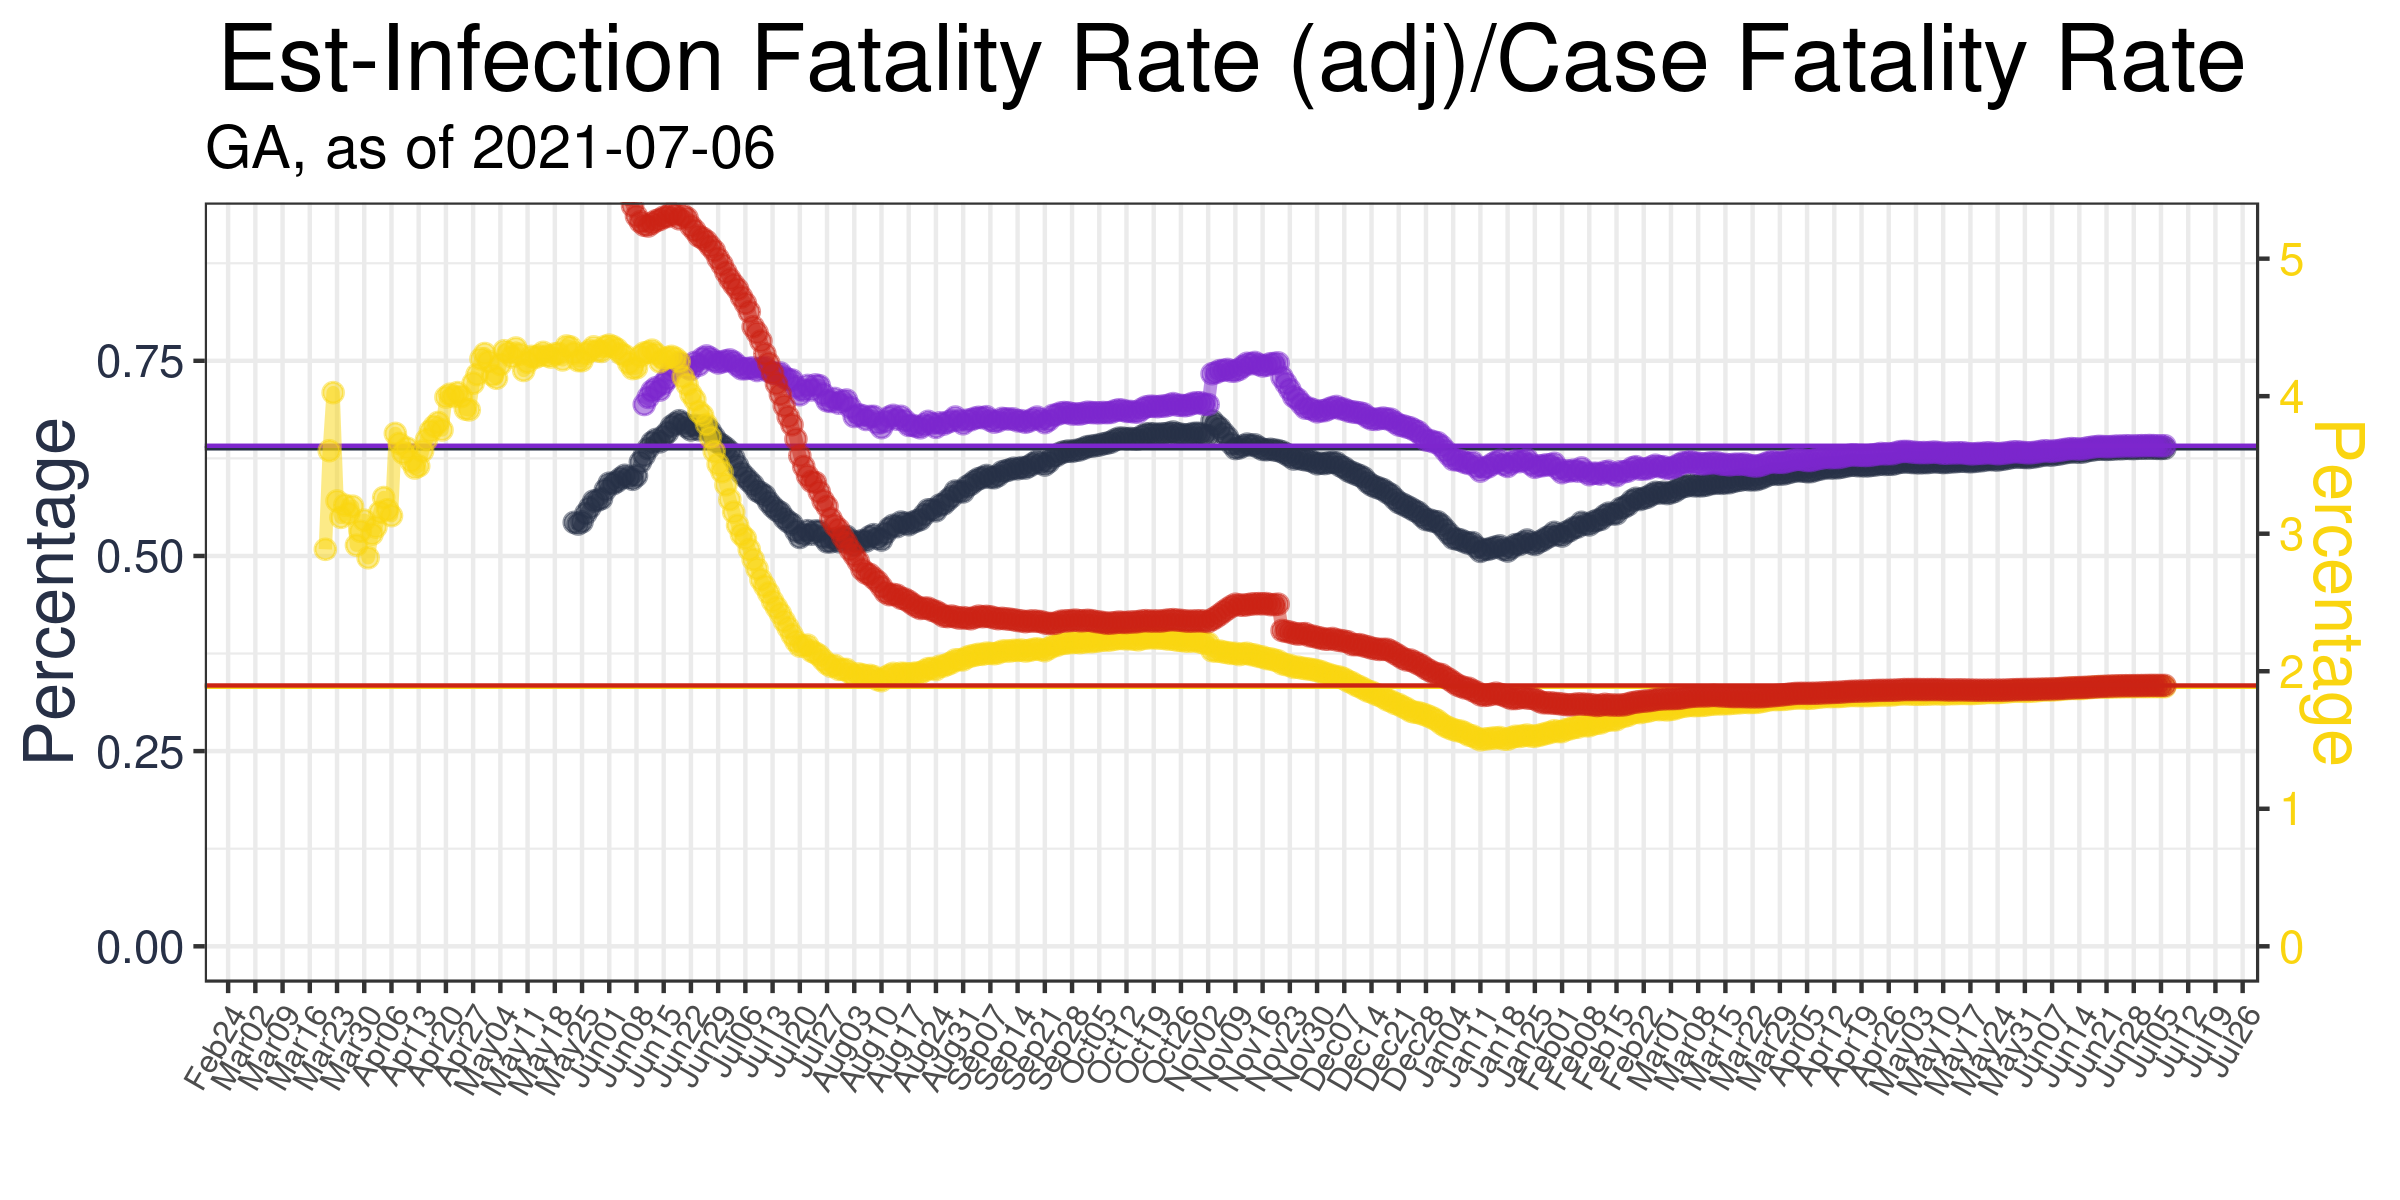 Est-Infection Fatality Rate (adj)/Case Fatality Rate
GA, as of 2021-07-06
Percentage
0.75
0.50
0.25
0.00
5
4
3
2
1
0
Percentage
Feb24
Mar02
Mar09
Mar16
Mar23
Mar30
Apr06
Apr13
Apr20
Apr27
May04
May11
May18
May25
Jun01
Jun08
Jun15
Jun22
Jun29
Jul06
Jul13
Jul20
Jul27
Aug03
Aug10
Aug17
Aug24
Aug31
Sep07
Sep14
Sep21
Sep28
Oct05
Oct12
Oct19
Oct26
Nov02
Nov09
Nov16
Nov23
Nov30
Dec07
Dec14
Dec21
Dec28
Jan04
Jan11
Jan18
Jan25
Feb01
Feb08
Feb15
Feb22
Mar01
Mar08
Mar15
Mar22
Mar29
Apr05
Apr12
Apr19
Apr26
May03
May10
May17
May24
May31
Jun07
Jun14
Jun21
Jun28
Jul05
Jul12
Jul19
Jul26